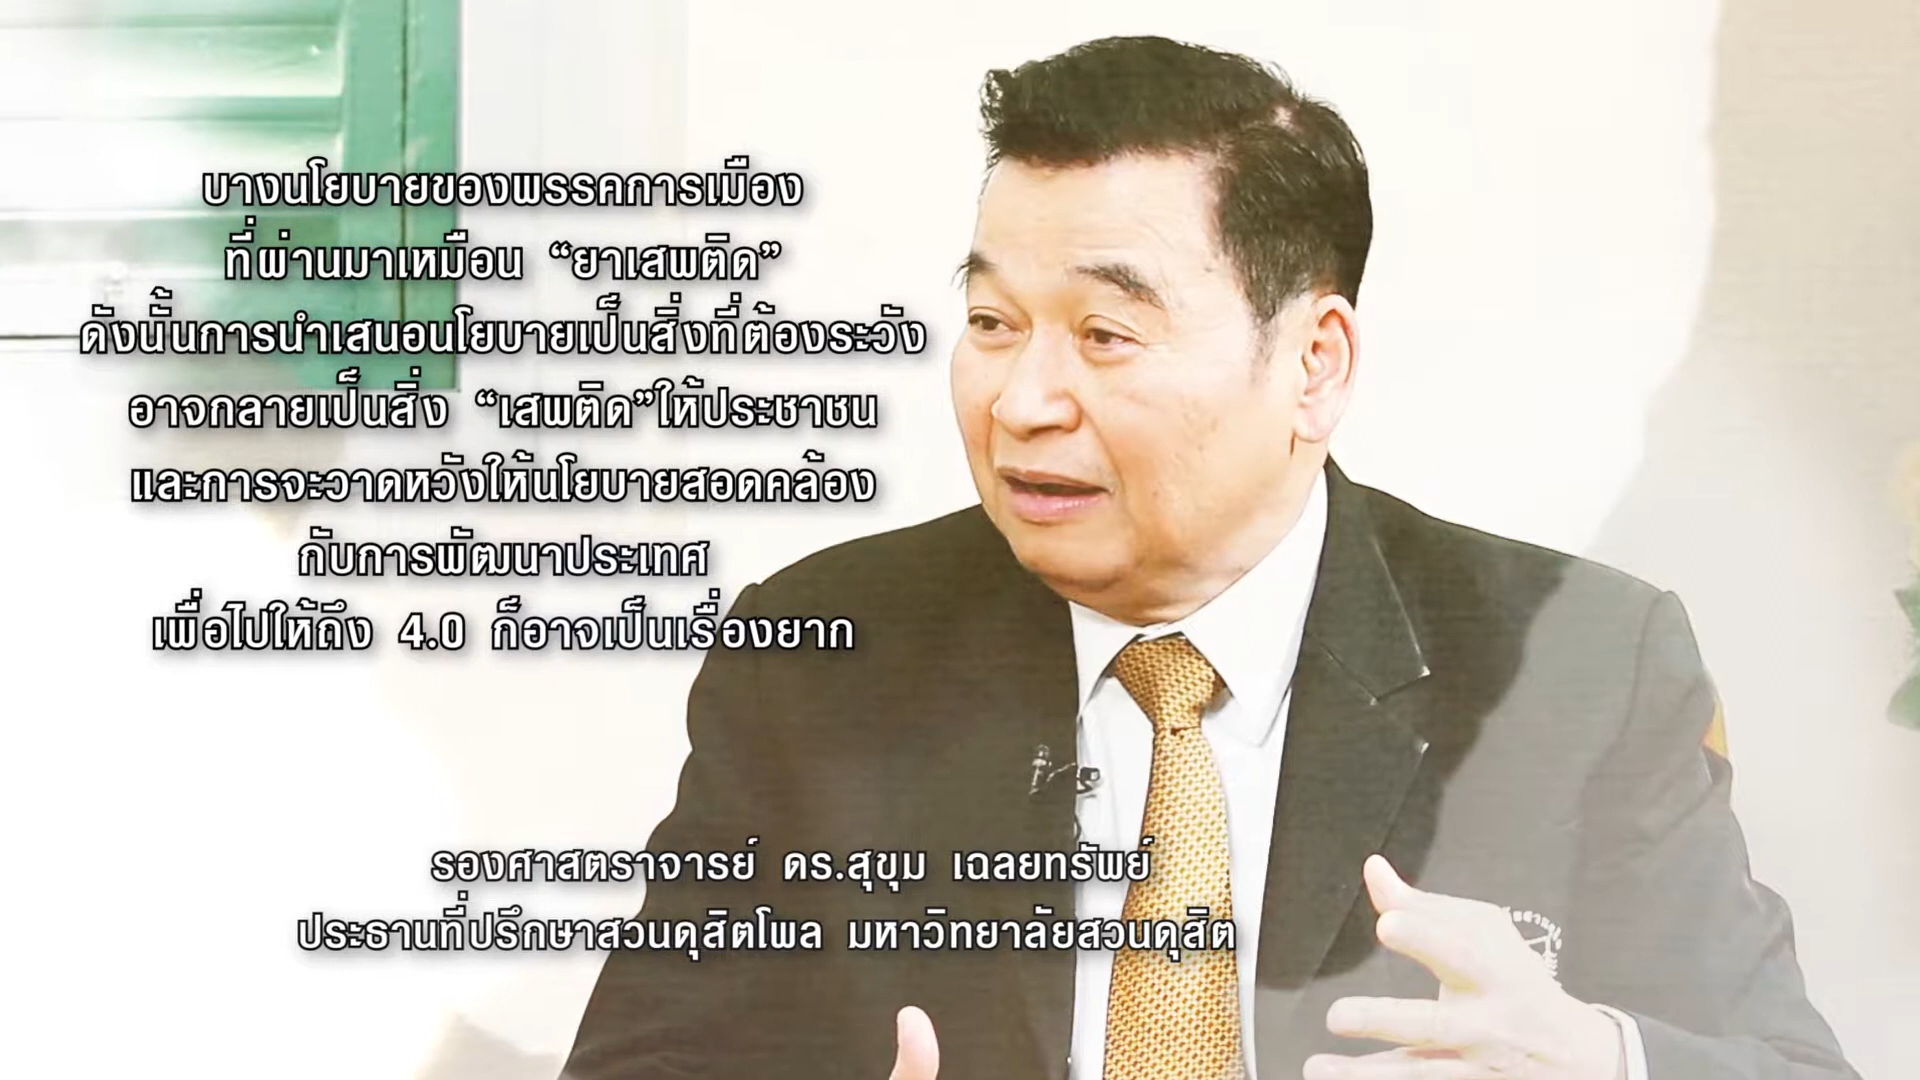 บางนโยบายของพรรคการเมือง
ที่ผ่านมาเหมือน “ยาเสพติด”
ดังนั้นการนำเสนอนโยบายเป็นสิ่งที่ต้องระวัง
อาจกลายเป็นสิ่ง “เสพติด”ให้ประชาชน
และการจะวาดหวังให้นโยบายสอดคล้อง
กับการพัฒนาประเทศ
เพื่อไปให้ถึง 4.0 ก็อาจเป็นเรื่องยาก
รองศาสตราจารย์ ดร.สุขุม เฉลยทรัพย์
ประธานที่ปรึกษาสวนดุสิตโพล มหาวิทยาลัยสวนดุสิต